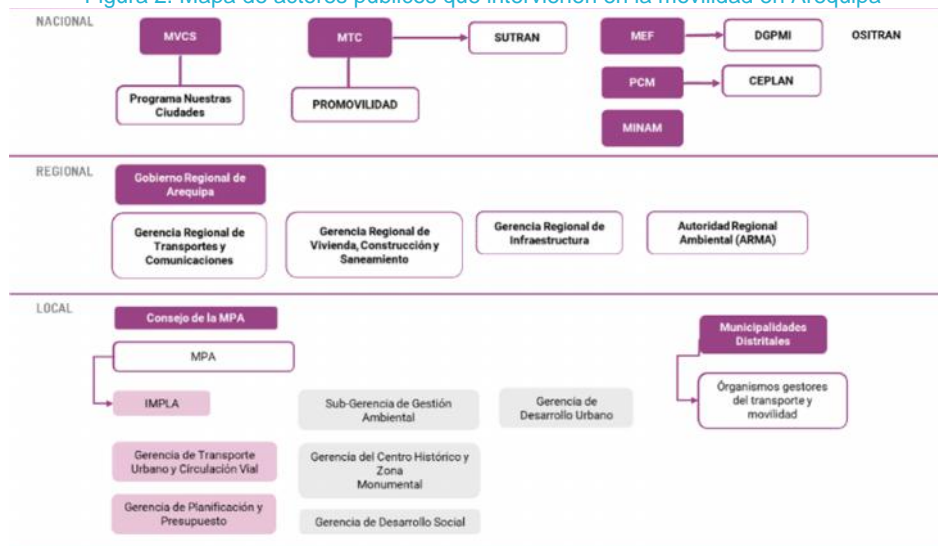 Figura 2. Mapa de actores públicos que intervienen en la movilidad en Arequipa
NACIONAL
MVCS
MTC
SUTRAN
MEF
DGPMI
OSITRAN
Programa Nuestras
Ciudades
PROMOVILIDAD
PCM
CEPLAN
MINAM
REGIONAL
Gobierno Regional de
Arequipa
Gerencia Regional de
Transportes y
Comunicaciones
Gerencia Regional de
Vivienda, Construcción y
Saneamiento
Gerencia Regional de
Infraestructura
Autoridad Regional
Ambiental (ARMA)
LOCAL
Consejo de la MPA
MPA
IMPLA
Sub-Gerencia de Gestión
Ambiental
Gerencia de
Desarrollo Urbano
Municipalidades
Distritales
Órganismos gestores
del transporte y
movilidad
Gerencia de Transporte
Urbano y Circulación Vial
Gerencia del Centro Histórico y
Zona
Monumental
Gerencia de Planificación y
Presupuesto
Gerencia de Desarrollo Social